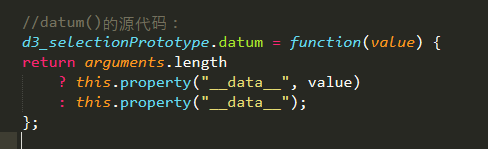 //datum()的源代码：
d3_selectionPrototype.datum = function(value) {
return arguments.length
? this.property("__data__", value)
: this.property("__data__");
};